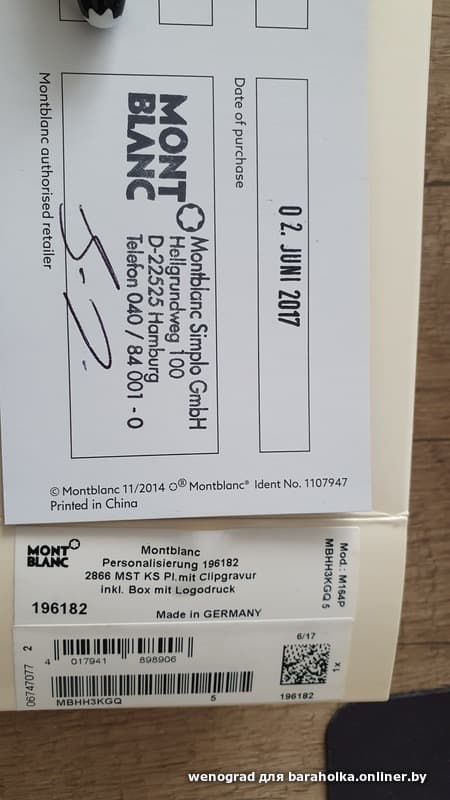 Date of purchase
0 2. JUNI 2017
Montblanc authorised retailer
MONT
BLANC
Montblanc Simplo GmbH
Hellgrundweg 100
D-22525 Hamburg
Telefon 040 / 84 001 - 0
© Montblanc 11/2014 ® Montblanc® Ident No. 1107947
Printed in China
MONT
BLANC
Montblanc
Personalisierung 196182
2866 MST KS Pl.mit Clipgravur
inkl. Box mit Logodruck
196182
Made in GERMANY
Mod.: M164P
MBHH3KGQ 5
06747077 2
4 017941 898906
MBHH3KGQ 5
6/17
1x
196182
wenograd для baraholka.onliner.by